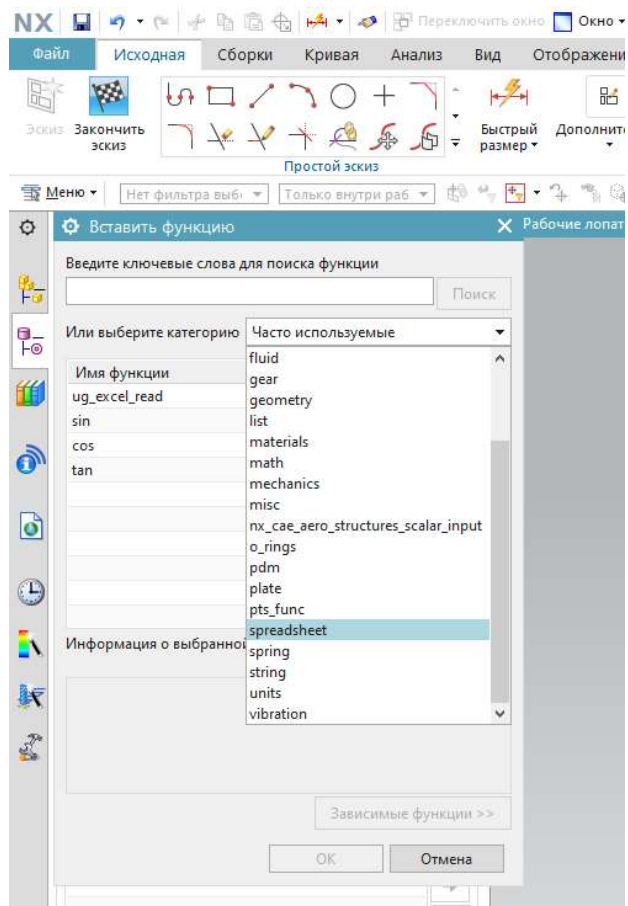 NX Переключить окно Окно
Файл Исходная Сборки Кривая Анализ Вид Отображени
Эскиз Закончить эскиз Быстрый размер Дополнит
Простой эскиз
Меню Нет фильтра выб Только внутри раб
Вставить функцию Рабочие лопат
Введите ключевые слова для поиска функции
Поиск
Или выберите категорию Часто используемые
fluid
Имя функции gear
ug_excel_read geometry
sin list
cos materials
tan math
mechanics
misc
nx_cae_aero_structures_scalar_input
o_rings
pdm
plate
pts_func
spreadsheet
Информация о выбранной spring
string
units
vibration
Зависимые функции >>
OK Отмена